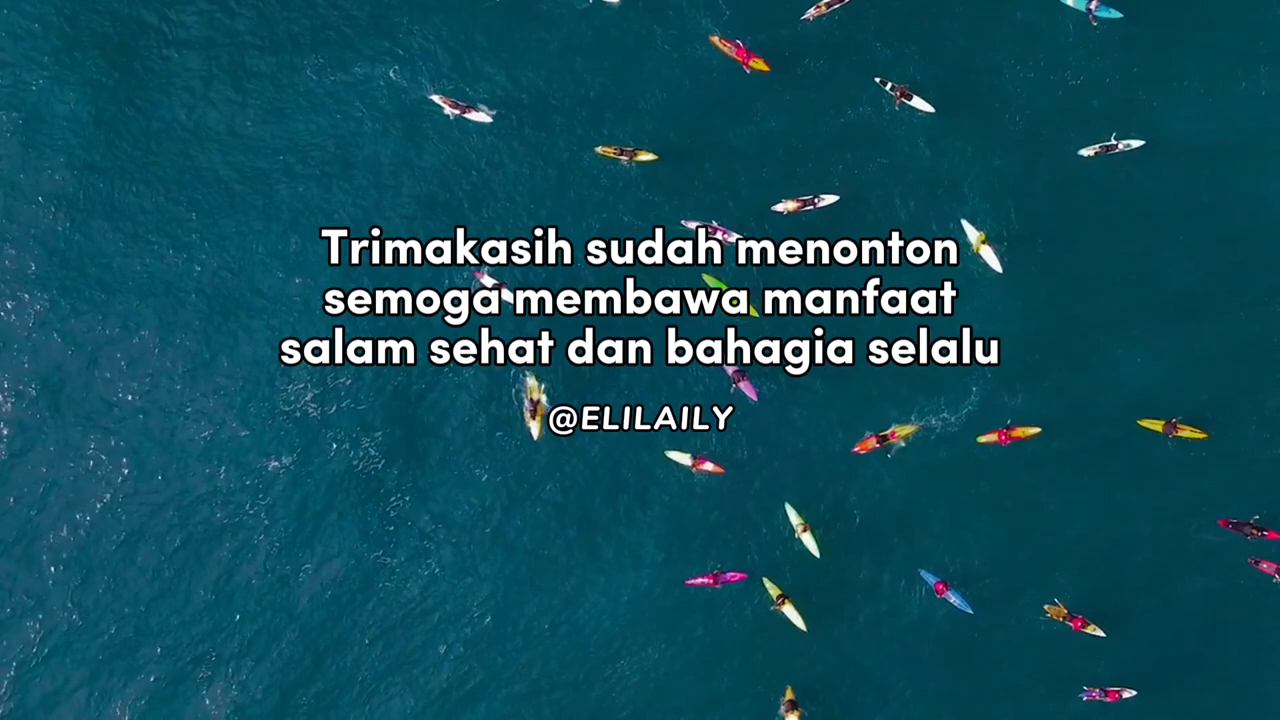 Trimakasih sudah menonton
semoga membawa manfaat
salam sehat dan bahagia selalu
@ELILAILY